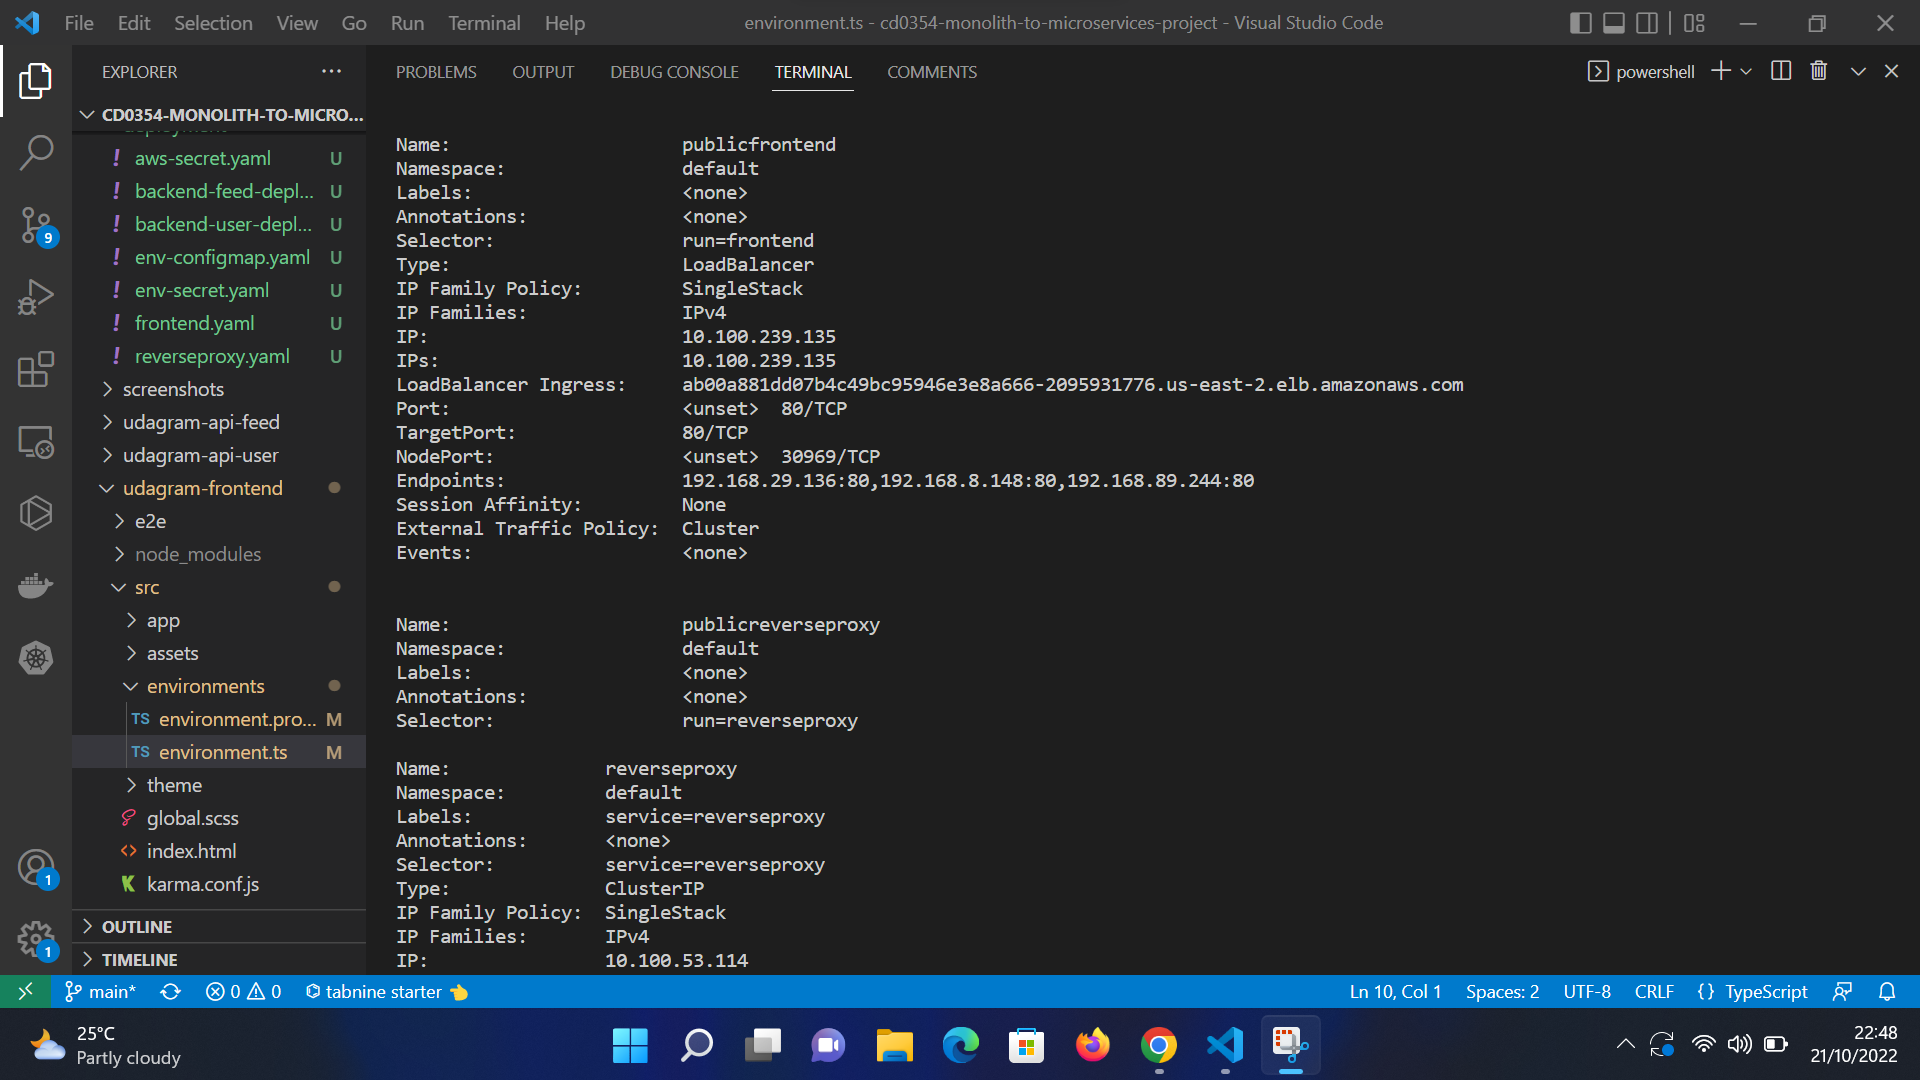 File Edit Selection View Go Run Terminal Help
environment.ts - cd0354-monolith-to-microservices-project - Visual Studio Code
EXPLORER
CD0354-MONOLITH-TO-MICRO...
deployment
aws-secret.yaml U
backend-feed-depl... U
backend-user-depl... U
env-configmap.yaml U
env-secret.yaml U
frontend.yaml U
reverseproxy.yaml U
screenshots
udagram-api-feed
udagram-api-user
udagram-frontend
e2e
node_modules
src
app
assets
environments
TS environment.pro... M
TS environment.ts M
theme
global.scss
index.html
karma.conf.js
OUTLINE
TIMELINE
9
1
1
PROBLEMS OUTPUT DEBUG CONSOLE TERMINAL COMMENTS
powershell
Name: publicfrontend
Namespace: default
Labels: <none>
Annotations: <none>
Selector: run=frontend
Type: LoadBalancer
IP Family Policy: SingleStack
IP Families: IPv4
IP: 10.100.239.135
IPs: 10.100.239.135
LoadBalancer Ingress: ab00a881dd07b4c49bc95946e3e8a666-2095931776.us-east-2.elb.amazonaws.com
Port: <unset> 80/TCP
TargetPort: 80/TCP
NodePort: <unset> 30969/TCP
Endpoints: 192.168.29.136:80,192.168.8.148:80,192.168.89.244:80
Session Affinity: None
External Traffic Policy: Cluster
Events: <none>
Name: publicreverseproxy
Namespace: default
Labels: <none>
Annotations: <none>
Selector: run=reverseproxy
Name: reverseproxy
Namespace: default
Labels: service=reverseproxy
Annotations: <none>
Selector: service=reverseproxy
Type: ClusterIP
IP Family Policy: SingleStack
IP Families: IPv4
IP: 10.100.53.114
main* 0 0 tabnine starter
Ln 10, Col 1 Spaces: 2 UTF-8 CRLF {} TypeScript
25°C
Partly cloudy
22:48
21/10/2022